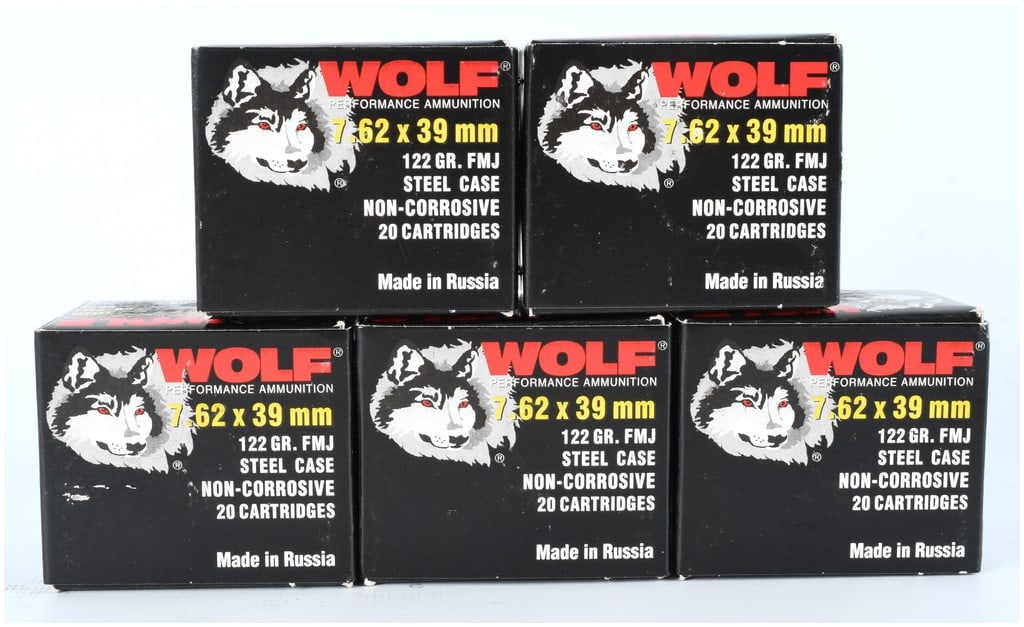 WOLF®
PERFORMANCE AMMUNITION
7.62 x 39 mm
122 GR. FMJ
STEEL CASE
NON-CORROSIVE
20 CARTRIDGES
®
Made in Russia
WOLF®
PERFORMANCE AMMUNITION
7.62 x 39 mm
122 GR. FMJ
STEEL CASE
®
NON-CORROSIVE
20 CARTRIDGES
Made in Russia
WOLF®
PERFORMANCE AMMUNITION
7.62 x 39 mm
122 GR. FMJ
STEEL CASE
®
NON-CORROSIVE
20 CARTRIDGES
Made in Russia
WOLF®
PERFORMANCE AMMUNITION
7.62 x 39 mm
122 GR. FMJ
STEEL CASE
®
NON-CORROSIVE
20 CARTRIDGES
Made in Russia
WOLF®
PERFORMANCE AMMUNITION
7.62 x 39 mm
122 GR. FMJ
STEEL CASE
®
NON-CORROSIVE
20 CARTRIDGES
Made in Russia